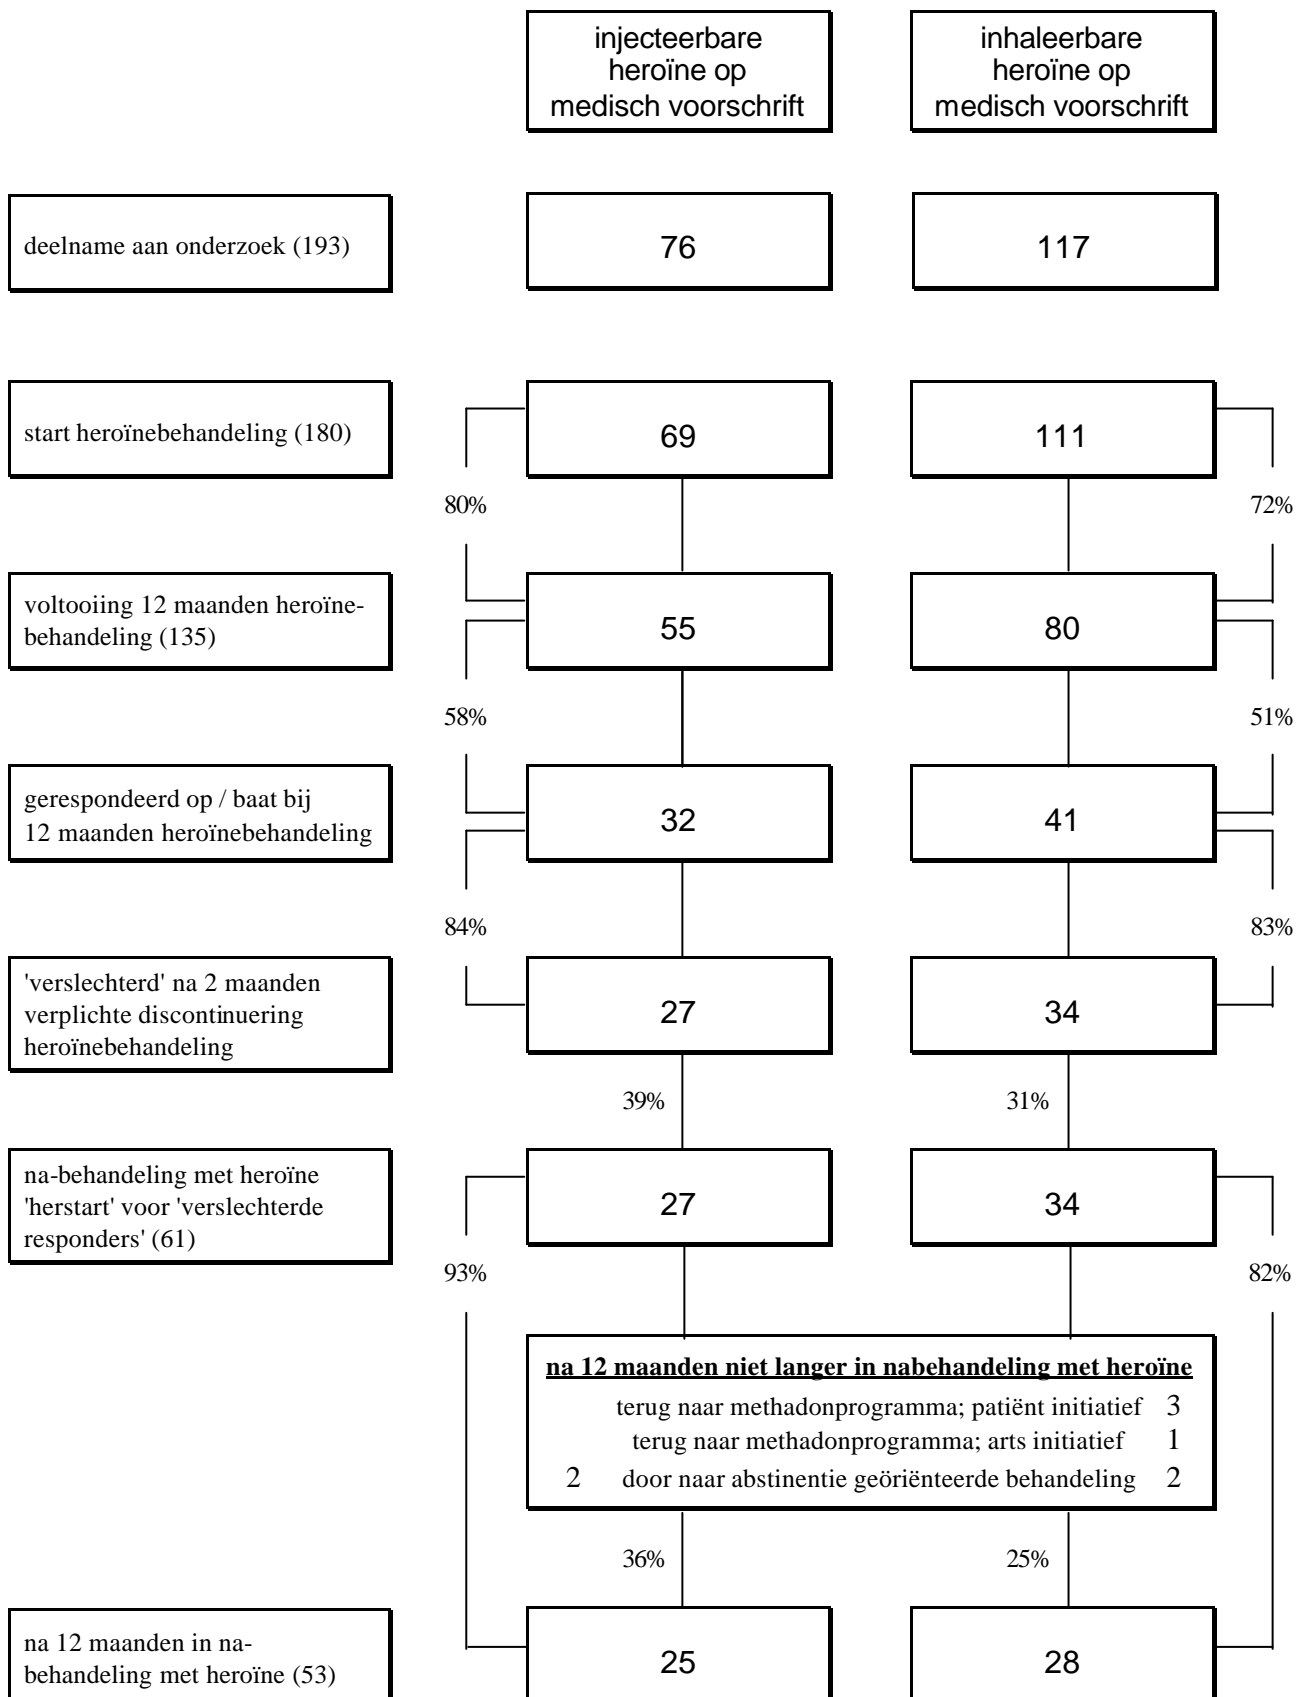 injecteerbare
heroïne op
medisch voorschrift
inhaleerbare
heroïne op
medisch voorschrift
deelname aan onderzoek (193)
76
117
start heroïnebehandeling (180)
69
111
80%
72%
voltooiing 12 maanden heroïne-
behandeling (135)
55
80
58%
51%
gerespondeerd op / baat bij
12 maanden heroïnebehandeling
32
41
84%
83%
'verslechterd' na 2 maanden
verplichte discontinuering
heroïnebehandeling
27
34
39%
31%
na-behandeling met heroïne
'herstart' voor 'verslechterde
responders' (61)
27
34
93%
82%
na 12 maanden niet langer in nabehandeling met heroïne
terug naar methadonprogramma; patiënt initiatief 3
terug naar methadonprogramma; arts initiatief 1
2 door naar abstinentie geöriënteerde behandeling 2
36%
25%
na 12 maanden in na-
behandeling met heroïne (53)
25
28